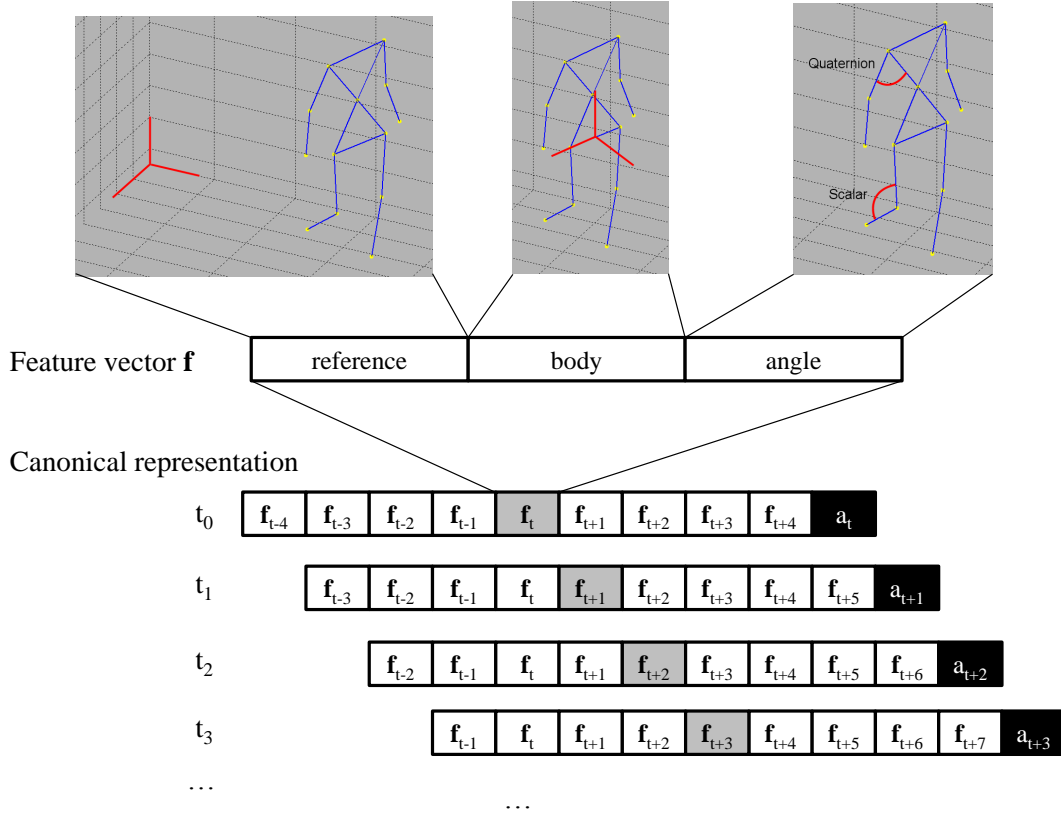 Quaternion
Scalar
Feature vector f reference body angle
Canonical representation
t0 ft-4 ft-3 ft-2 ft-1 ft ft+1 ft+2 ft+3 ft+4 at
t1 ft-3 ft-2 ft-1 ft ft+1 ft+2 ft+3 ft+4 ft+5 at+1
t2 ft-2 ft-1 ft ft+1 ft+2 ft+3 ft+4 ft+5 ft+6 at+2
t3 ft-1 ft ft+1 ft+2 ft+3 ft+4 ft+5 ft+6 ft+7 at+3
…
…